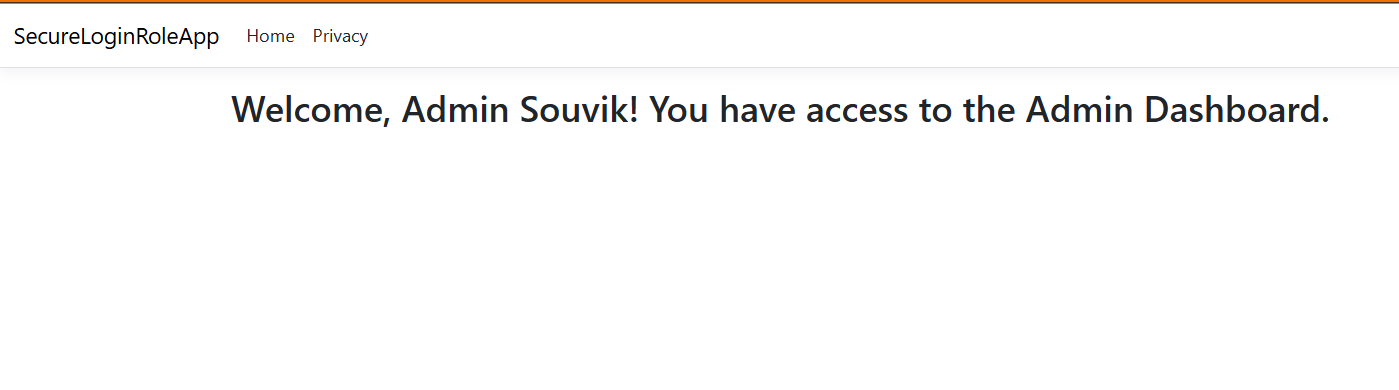 SecureLoginRoleApp Home Privacy
Welcome, Admin Souvik! You have access to the Admin Dashboard.